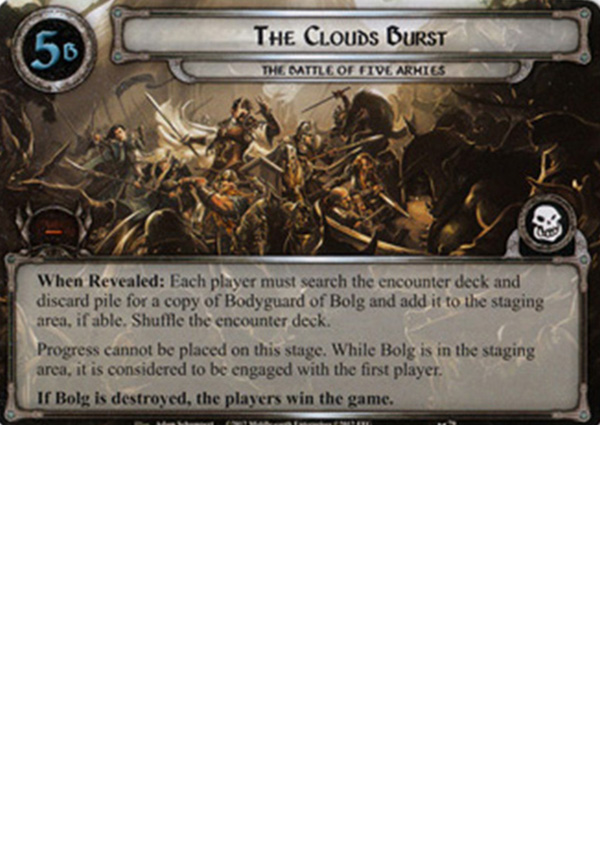 5B
The Clouds Burst
The Battle of Five Armies
–
When Revealed: Each player must search the encounter deck and
discard pile for a copy of Bodyguard of Bolg and add it to the staging
area, if able. Shuffle the encounter deck.
Progress cannot be placed on this stage. While Bolg is in the staging
area, it is considered to be engaged with the first player.
If Bolg is destroyed, the players win the game.